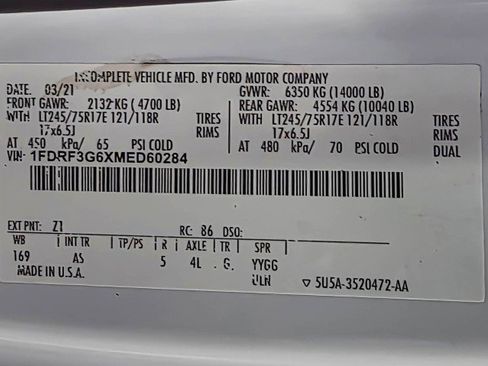 INCOMPLETE VEHICLE MFD. BY FORD MOTOR COMPANY
DATE: 03/21 GVWR: 6350 KG (14000 LB)
FRONT GAWR: 2132 KG (4700 LB) REAR GAWR: 4554 KG (10040 LB)
WITH LT245/75R17E 121/118R TIRES WITH LT245/75R17E 121/118R TIRES
17x6.5J RIMS 17x6.5J RIMS
AT 450 KPA/ 65 PSI COLD AT 480 KPA/ 70 PSI COLD DUAL
VIN: 1FDRF3G6XMED60284
EXT PNT: Z1 RC: 86 DSO:
WB INT TR TP/PS R AXLE TR SPR
169 AS 5 4L G YYGG
MADE IN U.S.A. ULN 5U5A-3520472-AA